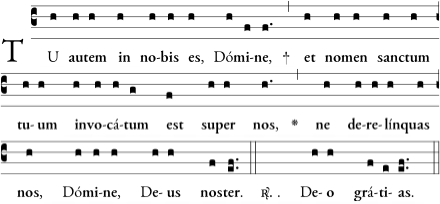 TU autem in no-bis es, Dómi-ne, † et nomen sanctum
tu-um invo-cá-tum est super nos, * ne de-re-línquas
nos, Dómi-ne, De-us noster. ℟. . De-o grá-ti-as.